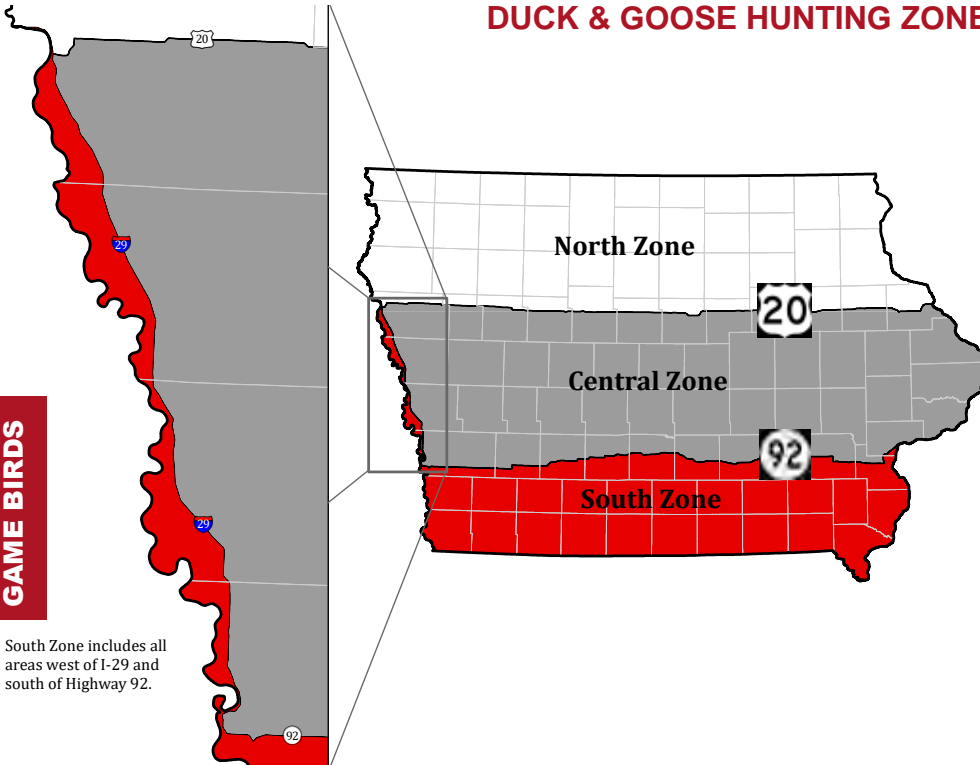 DUCK & GOOSE HUNTING ZONE
20
29
29
92
North Zone
20
Central Zone
92
South Zone
GAME BIRDS
South Zone includes all
areas west of I-29 and
south of Highway 92.